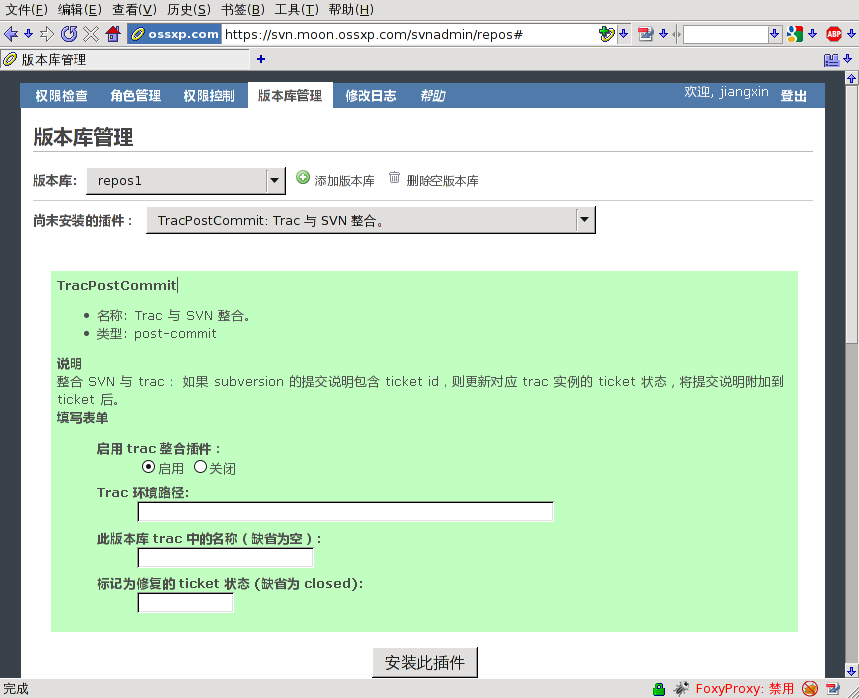 文件(F) 编辑(E) 查看(V) 历史(S) 书签(B) 工具(T) 帮助(H)
ossxp.com https://svn.moon.ossxp.com/svnadmin/repos#
ABP
版本库管理
权限检查 角色管理 权限控制 版本库管理 修改日志 帮助 欢迎, jiangxin 登出
版本库管理
版本库: repos1 添加版本库 删除空版本库
尚未安装的插件： TracPostCommit: Trac 与 SVN 整合。
TracPostCommit
名称: Trac 与 SVN 整合。
类型: post-commit
说明
整合 SVN 与 trac： 如果 subversion 的提交说明包含 ticket id，则更新对应 trac 实例的 ticket 状态，将提交说明附加到
ticket 后。
填写表单
启用 trac 整合插件：
启用 关闭
Trac 环境路径:
此版本库 trac 中的名称（缺省为空）:
标记为修复的 ticket 状态 (缺省为 closed):
安装此插件
完成 FoxyProxy: 禁用